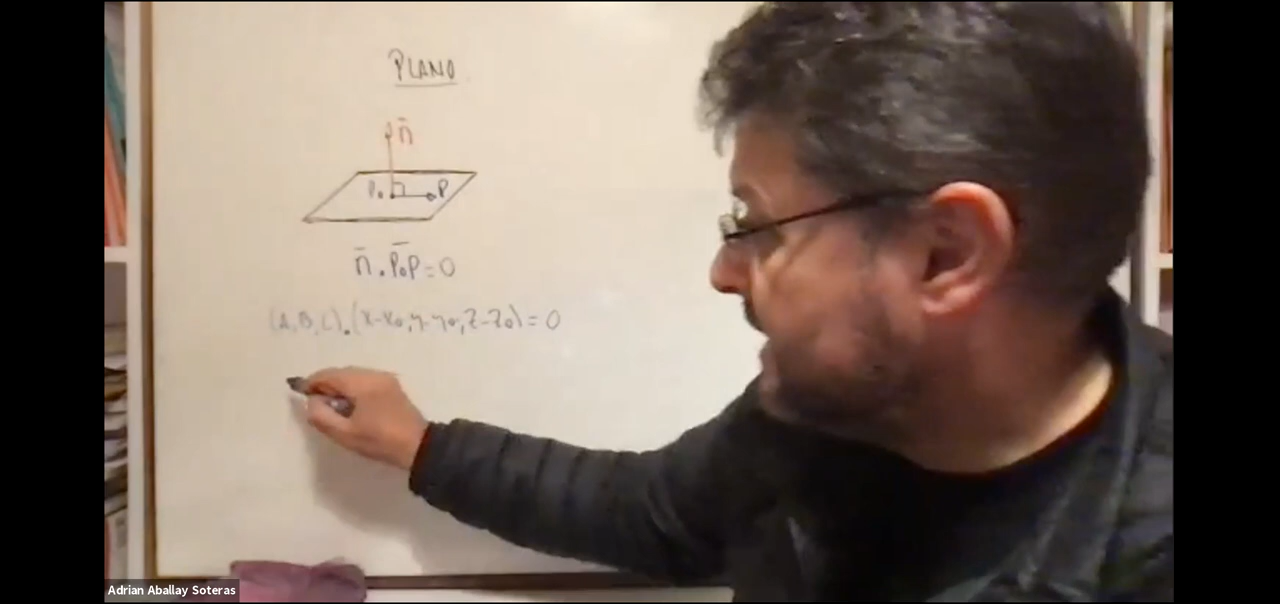 PLANO
n̄
P₀ P
n̄ . P₀P = 0
(A, B, C) . (x-x₀, y-y₀, z-z₀) = 0
Adrian Aballay Soteras